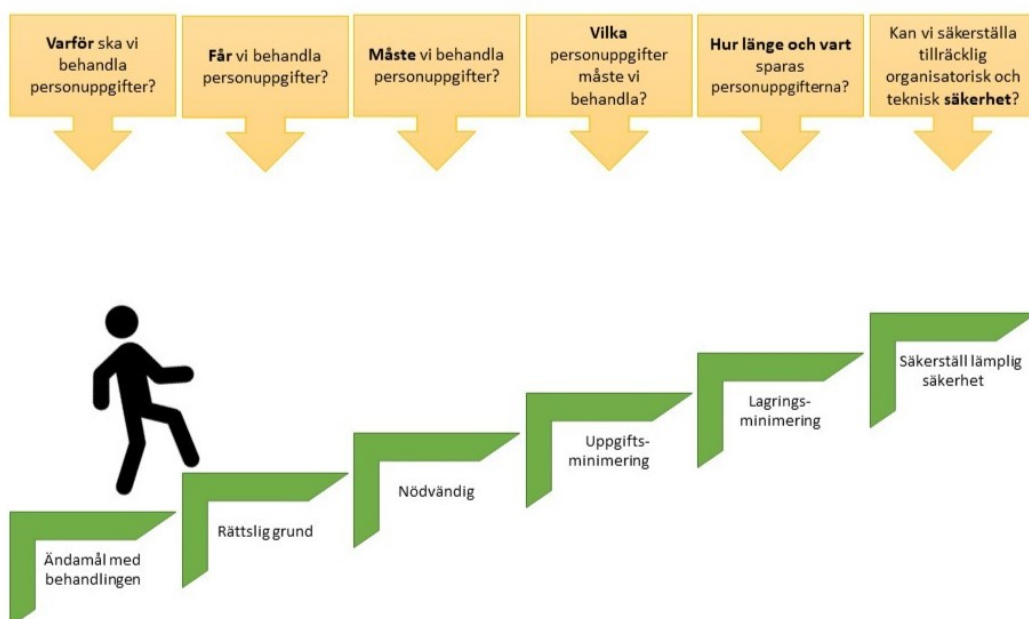 Varför ska vi
behandla
personuppgifter?
Får vi behandla
personuppgifter?
Måste vi behandla
personuppgifter?
Vilka
personuppgifter
måste vi
behandla?
Hur länge och vart
sparas
personuppgifterna?
Kan vi säkerställa
tillräcklig
organisatorisk och
teknisk säkerhet?
Ändamål med
behandlingen
Rättslig grund
Nödvändig
Uppgifts-
minimering
Lagrings-
minimering
Säkerställ lämplig
säkerhet